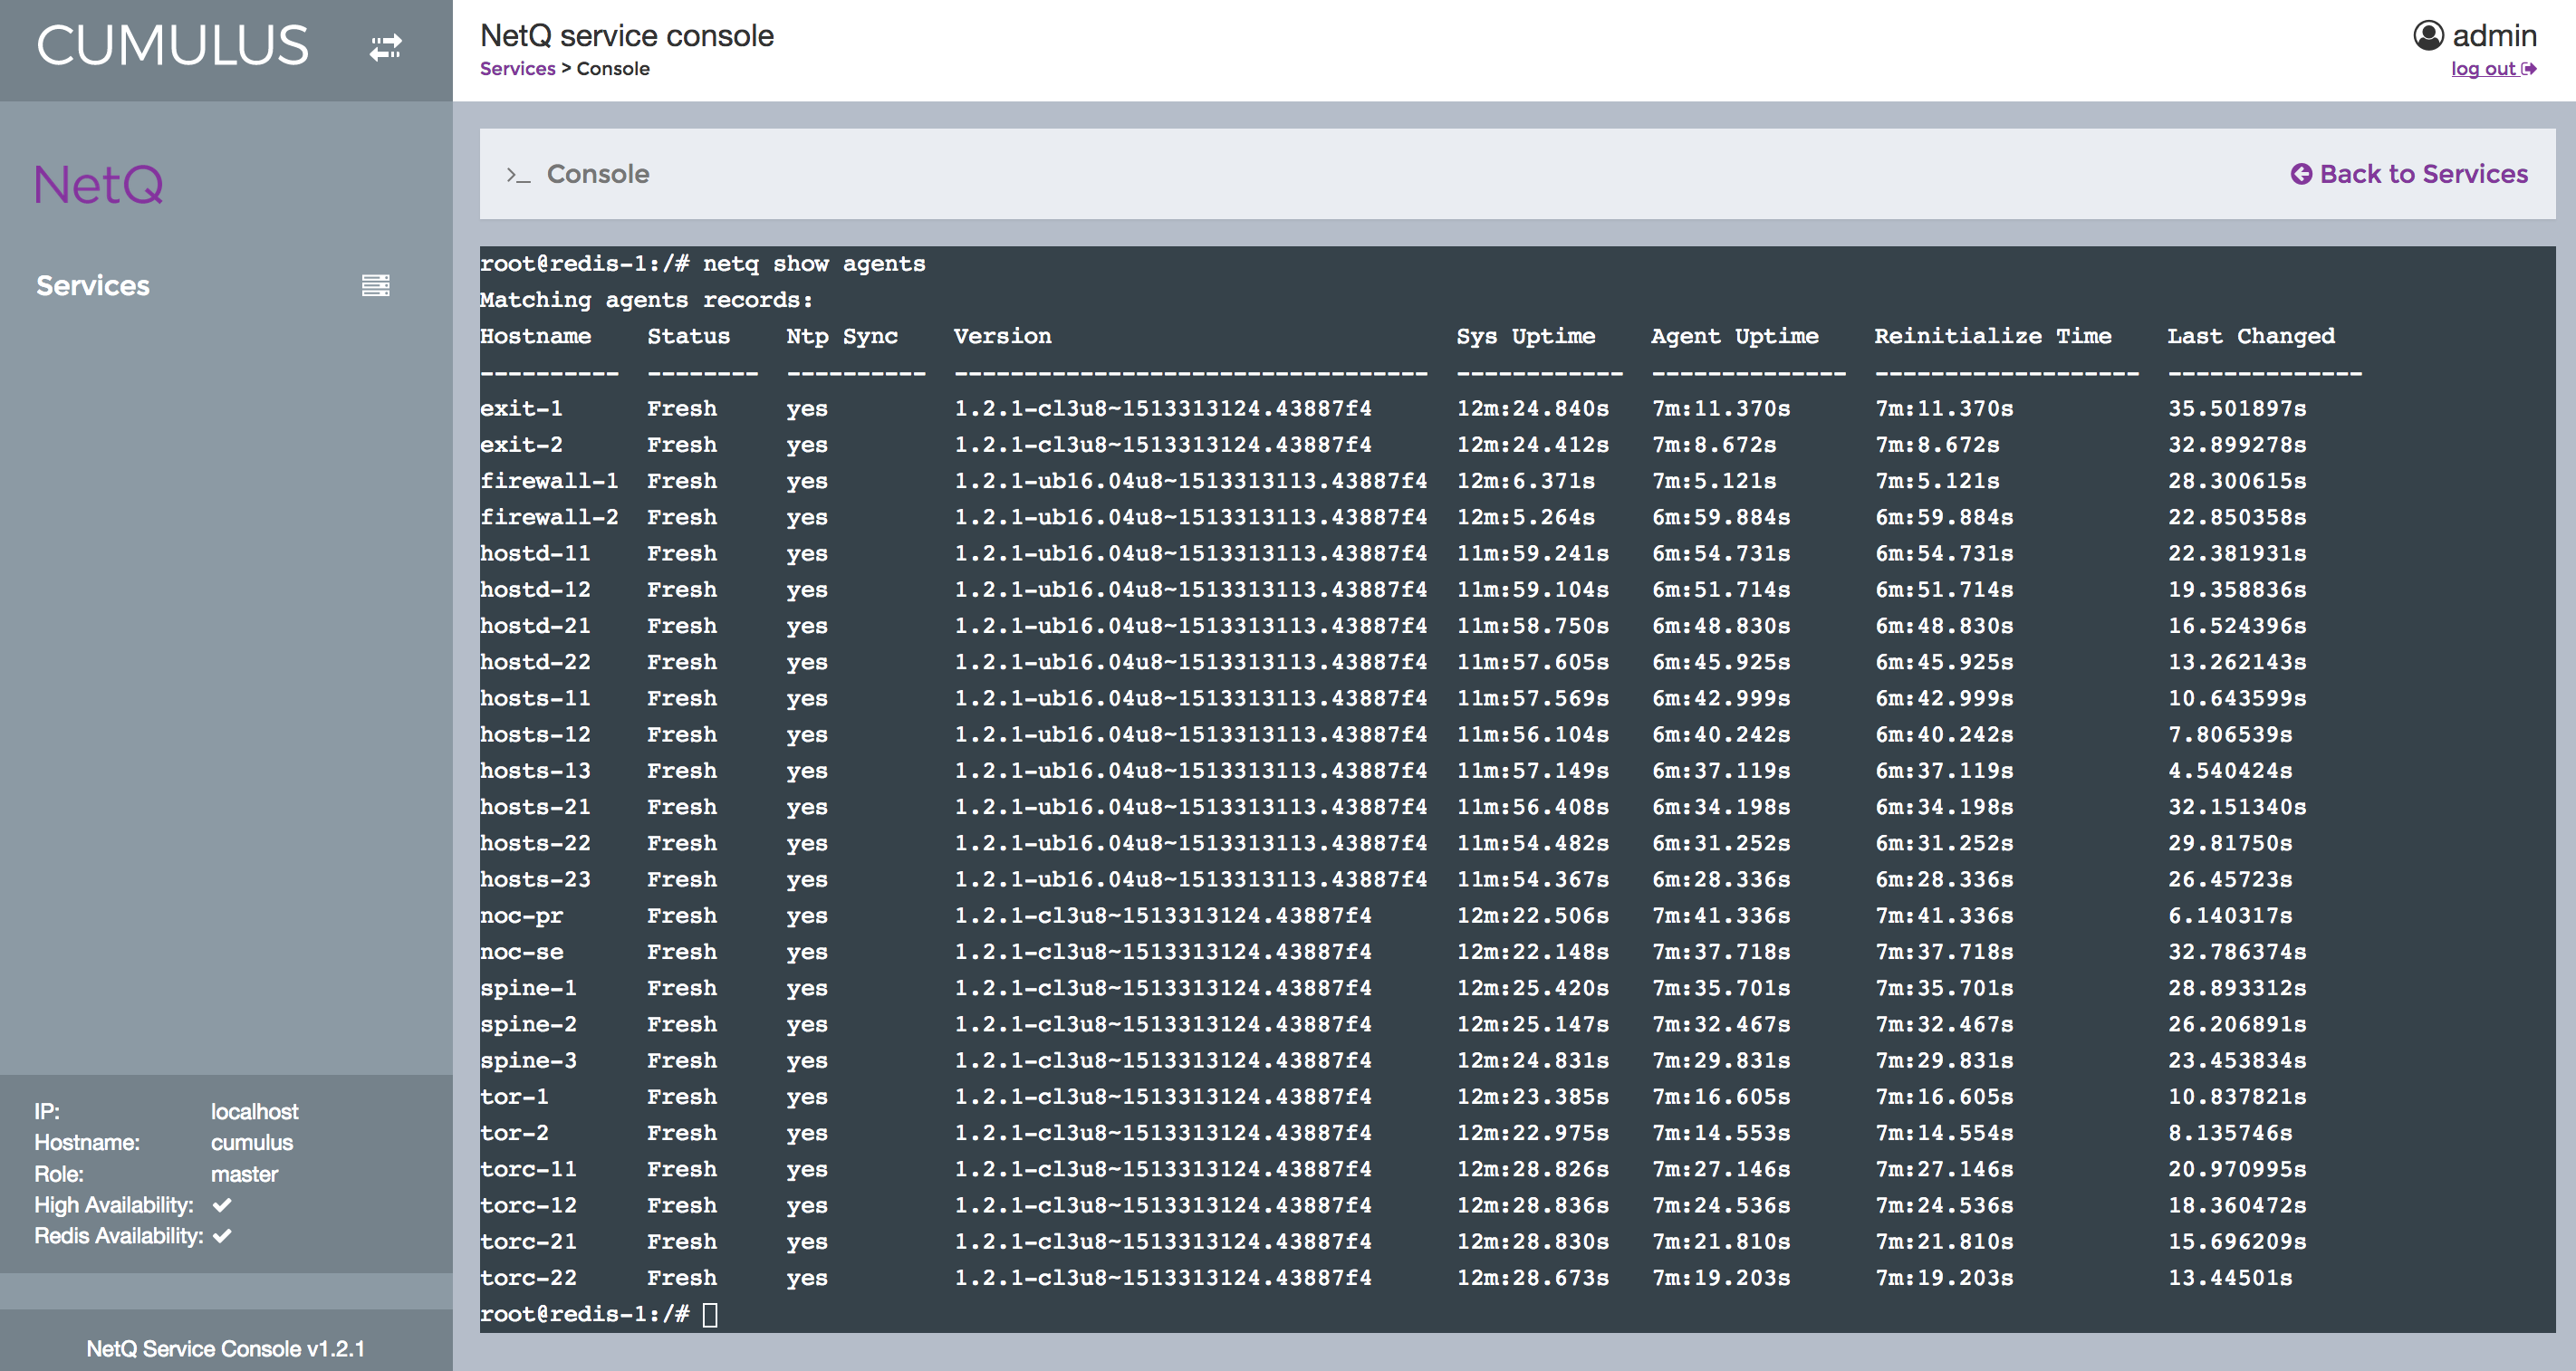 CUMULUS
NetQ
Services
IP: localhost
Hostname: cumulus
Role: master
High Availability:
Redis Availability:
NetQ Service Console v1.2.1
NetQ service console
Services > Console
admin
log out
>_ Console
Back to Services
root@redis-1:/# netq show agents
Matching agents records:
Hostname    Status    Ntp Sync    Version                             Sys Uptime    Agent Uptime    Reinitialize Time    Last Changed
----------  --------  ----------  ----------------------------------  ------------  --------------  -------------------  --------------
exit-1      Fresh     yes         1.2.1-cl3u8~1513313124.43887f4      12m:24.840s   7m:11.370s      7m:11.370s           35.501897s
exit-2      Fresh     yes         1.2.1-cl3u8~1513313124.43887f4      12m:24.412s   7m:8.672s       7m:8.672s            32.899278s
firewall-1  Fresh     yes         1.2.1-ub16.04u8~1513313113.43887f4  12m:6.371s    7m:5.121s       7m:5.121s            28.300615s
firewall-2  Fresh     yes         1.2.1-ub16.04u8~1513313113.43887f4  12m:5.264s    6m:59.884s      6m:59.884s           22.850358s
hostd-11    Fresh     yes         1.2.1-ub16.04u8~1513313113.43887f4  11m:59.241s   6m:54.731s      6m:54.731s           22.381931s
hostd-12    Fresh     yes         1.2.1-ub16.04u8~1513313113.43887f4  11m:59.104s   6m:51.714s      6m:51.714s           19.358836s
hostd-21    Fresh     yes         1.2.1-ub16.04u8~1513313113.43887f4  11m:58.750s   6m:48.830s      6m:48.830s           16.524396s
hostd-22    Fresh     yes         1.2.1-ub16.04u8~1513313113.43887f4  11m:57.605s   6m:45.925s      6m:45.925s           13.262143s
hosts-11    Fresh     yes         1.2.1-ub16.04u8~1513313113.43887f4  11m:57.569s   6m:42.999s      6m:42.999s           10.643599s
hosts-12    Fresh     yes         1.2.1-ub16.04u8~1513313113.43887f4  11m:56.104s   6m:40.242s      6m:40.242s           7.806539s
hosts-13    Fresh     yes         1.2.1-ub16.04u8~1513313113.43887f4  11m:57.149s   6m:37.119s      6m:37.119s           4.540424s
hosts-21    Fresh     yes         1.2.1-ub16.04u8~1513313113.43887f4  11m:56.408s   6m:34.198s      6m:34.198s           32.151340s
hosts-22    Fresh     yes         1.2.1-ub16.04u8~1513313113.43887f4  11m:54.482s   6m:31.252s      6m:31.252s           29.81750s
hosts-23    Fresh     yes         1.2.1-ub16.04u8~1513313113.43887f4  11m:54.367s   6m:28.336s      6m:28.336s           26.45723s
noc-pr      Fresh     yes         1.2.1-cl3u8~1513313124.43887f4      12m:22.506s   7m:41.336s      7m:41.336s           6.140317s
noc-se      Fresh     yes         1.2.1-cl3u8~1513313124.43887f4      12m:22.148s   7m:37.718s      7m:37.718s           32.786374s
spine-1     Fresh     yes         1.2.1-cl3u8~1513313124.43887f4      12m:25.420s   7m:35.701s      7m:35.701s           28.893312s
spine-2     Fresh     yes         1.2.1-cl3u8~1513313124.43887f4      12m:25.147s   7m:32.467s      7m:32.467s           26.206891s
spine-3     Fresh     yes         1.2.1-cl3u8~1513313124.43887f4      12m:24.831s   7m:29.831s      7m:29.831s           23.453834s
tor-1       Fresh     yes         1.2.1-cl3u8~1513313124.43887f4      12m:23.385s   7m:16.605s      7m:16.605s           10.837821s
tor-2       Fresh     yes         1.2.1-cl3u8~1513313124.43887f4      12m:22.975s   7m:14.553s      7m:14.554s           8.135746s
torc-11     Fresh     yes         1.2.1-cl3u8~1513313124.43887f4      12m:28.826s   7m:27.146s      7m:27.146s           20.970995s
torc-12     Fresh     yes         1.2.1-cl3u8~1513313124.43887f4      12m:28.836s   7m:24.536s      7m:24.536s           18.360472s
torc-21     Fresh     yes         1.2.1-cl3u8~1513313124.43887f4      12m:28.830s   7m:21.810s      7m:21.810s           15.696209s
torc-22     Fresh     yes         1.2.1-cl3u8~1513313124.43887f4      12m:28.673s   7m:19.203s      7m:19.203s           13.44501s
root@redis-1:/#